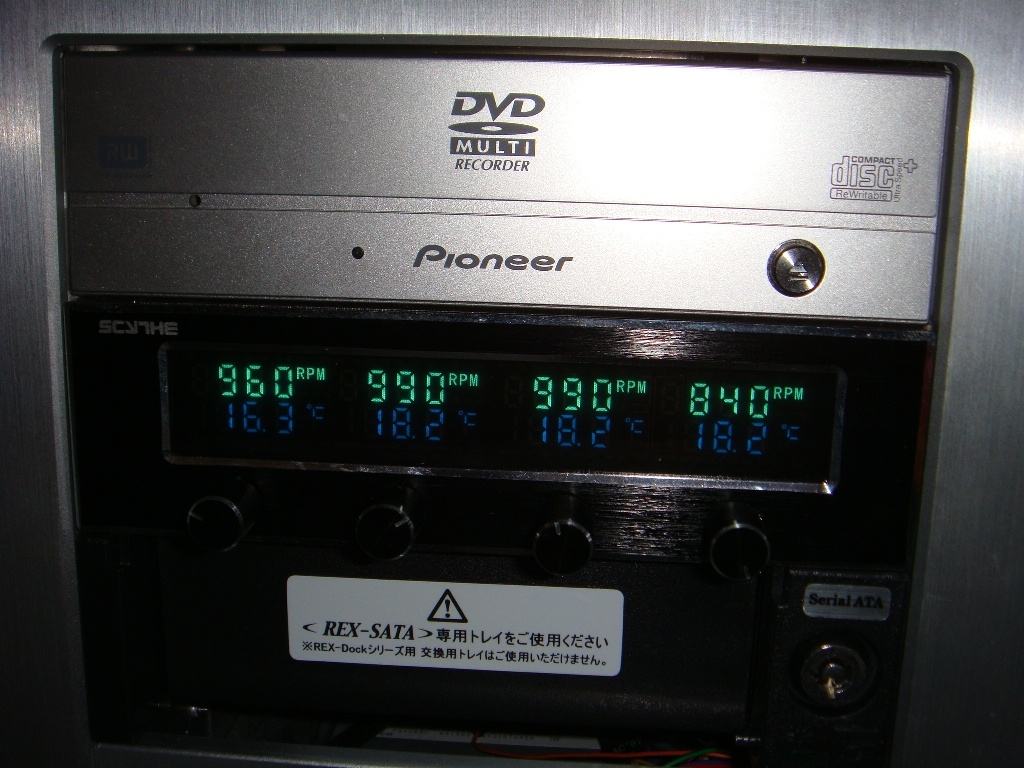 DVD
MULTI
RECORDER
RW
COMPACT
disc
ReWritable
Ultra Speed +
Pioneer
SCYTHE
960 RPM 990 RPM 990 RPM 840 RPM
16.3 ℃ 18.2 ℃ 18.2 ℃ 18.2 ℃
Serial ATA
< REX-SATA >専用トレイをご使用ください
※REX-Dockシリーズ用 交換用トレイはご使用いただけません。